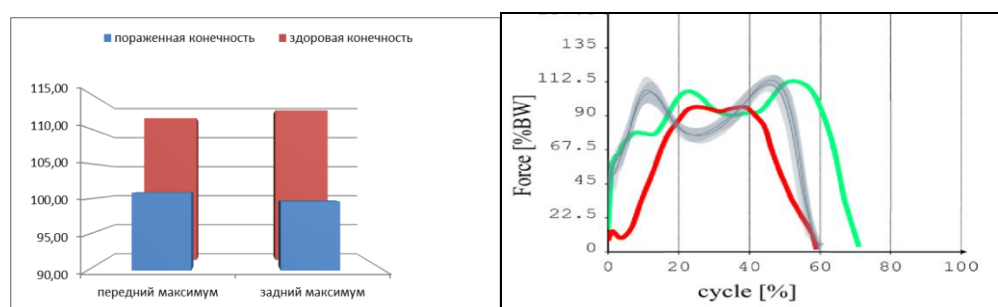 пораженная конечность здоровая конечность
115,00
110,00
105,00
100,00
95,00
90,00
передний максимум задний максимум
135
112.5
90
67.5
45
22.5
0
Force [%BW]
0 20 40 60 80 100
cycle [%]